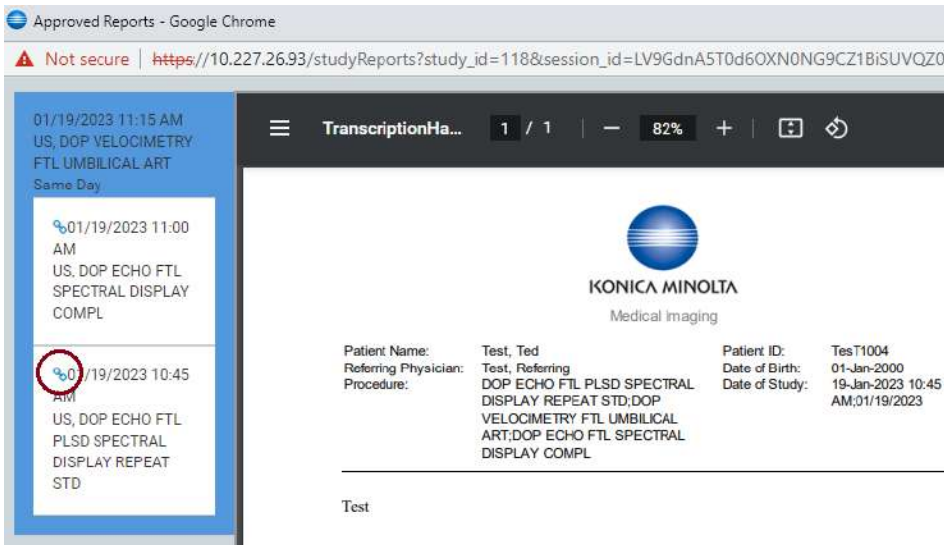 Approved Reports - Google Chrome
Not secure | https://10.227.26.93/studyReports?study_id=118&session_id=LV9GdnA5T0d6OXN0NG9CZ1BiSUVQZ0
01/19/2023 11:15 AM
US, DOP VELOCIMETRY
FTL UMBILICAL ART
Same Day
01/19/2023 11:00
AM
US, DOP ECHO FTL
SPECTRAL DISPLAY
COMPL
01/19/2023 10:45
AM
US, DOP ECHO FTL
PLSD SPECTRAL
DISPLAY REPEAT
STD
TranscriptionHa... 1 / 1 | − 82% + |
KONICA MINOLTA
Medical Imaging
Patient Name: Test, Ted Patient ID: TesT1004
Referring Physician: Test, Referring Date of Birth: 01-Jan-2000
Procedure: DOP ECHO FTL PLSD SPECTRAL Date of Study: 19-Jan-2023 10:45
DISPLAY REPEAT STD;DOP AM;01/19/2023
VELOCIMETRY FTL UMBILICAL
ART;DOP ECHO FTL SPECTRAL
DISPLAY COMPL
Test